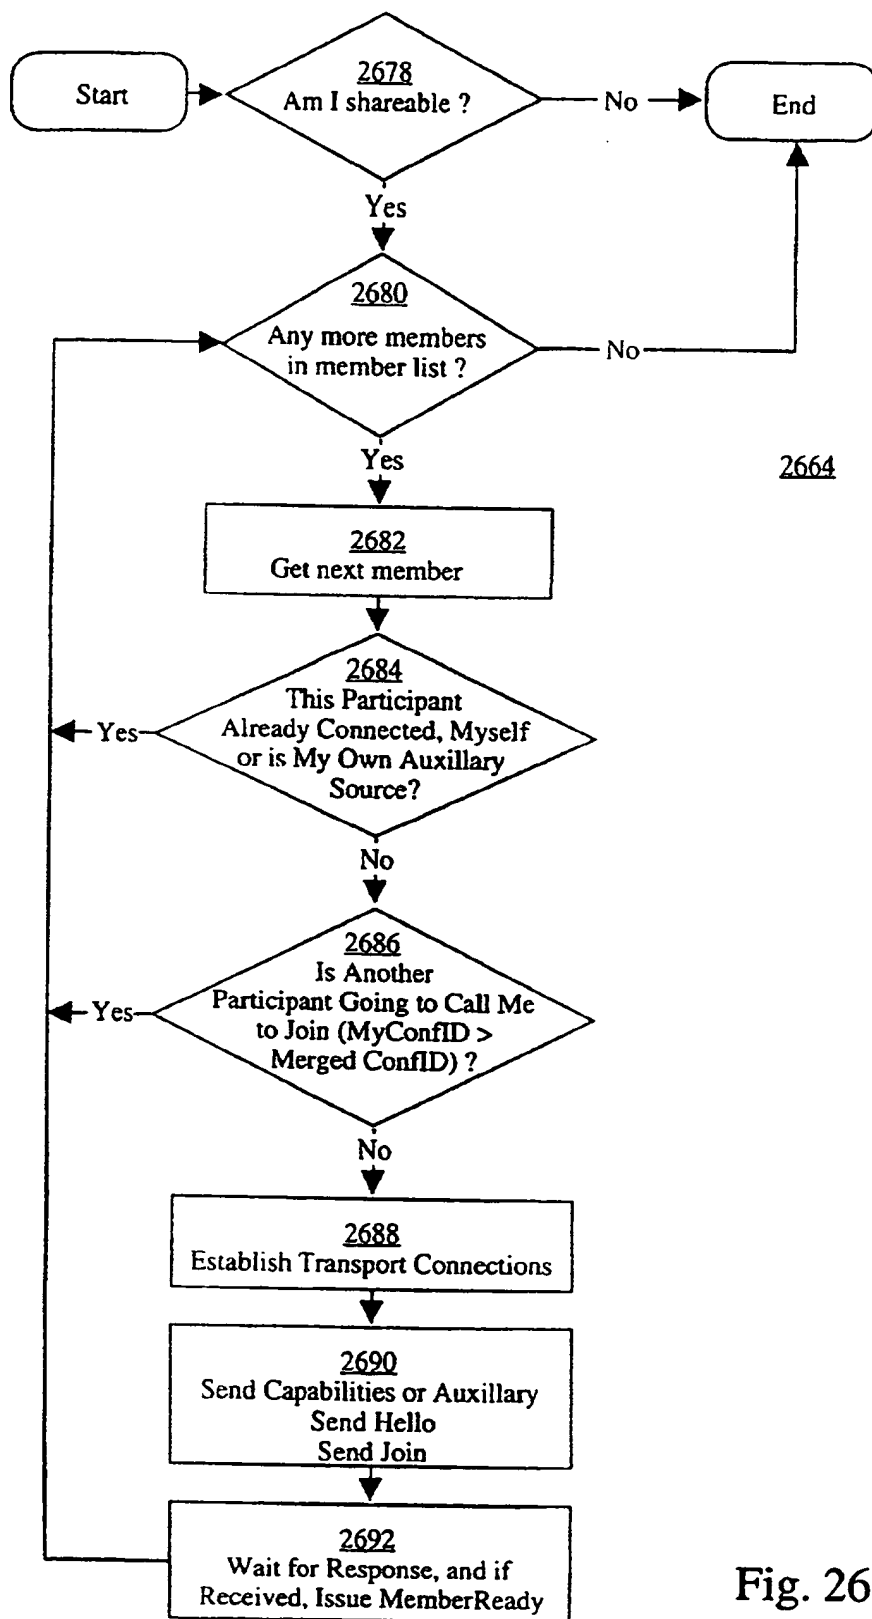 Start
2678
Am I shareable ?
No
End
Yes
2680
Any more members
in member list ?
No
Yes
2664
2682
Get next member
2684
This Participant
Already Connected, Myself
or is My Own Auxillary
Source?
Yes
No
2686
Is Another
Participant Going to Call Me
to Join (MyConfID >
Merged ConfID) ?
Yes
No
2688
Establish Transport Connections
2690
Send Capabilities or Auxillary
Send Hello
Send Join
2692
Wait for Response, and if
Received, Issue MemberReady
Fig. 26